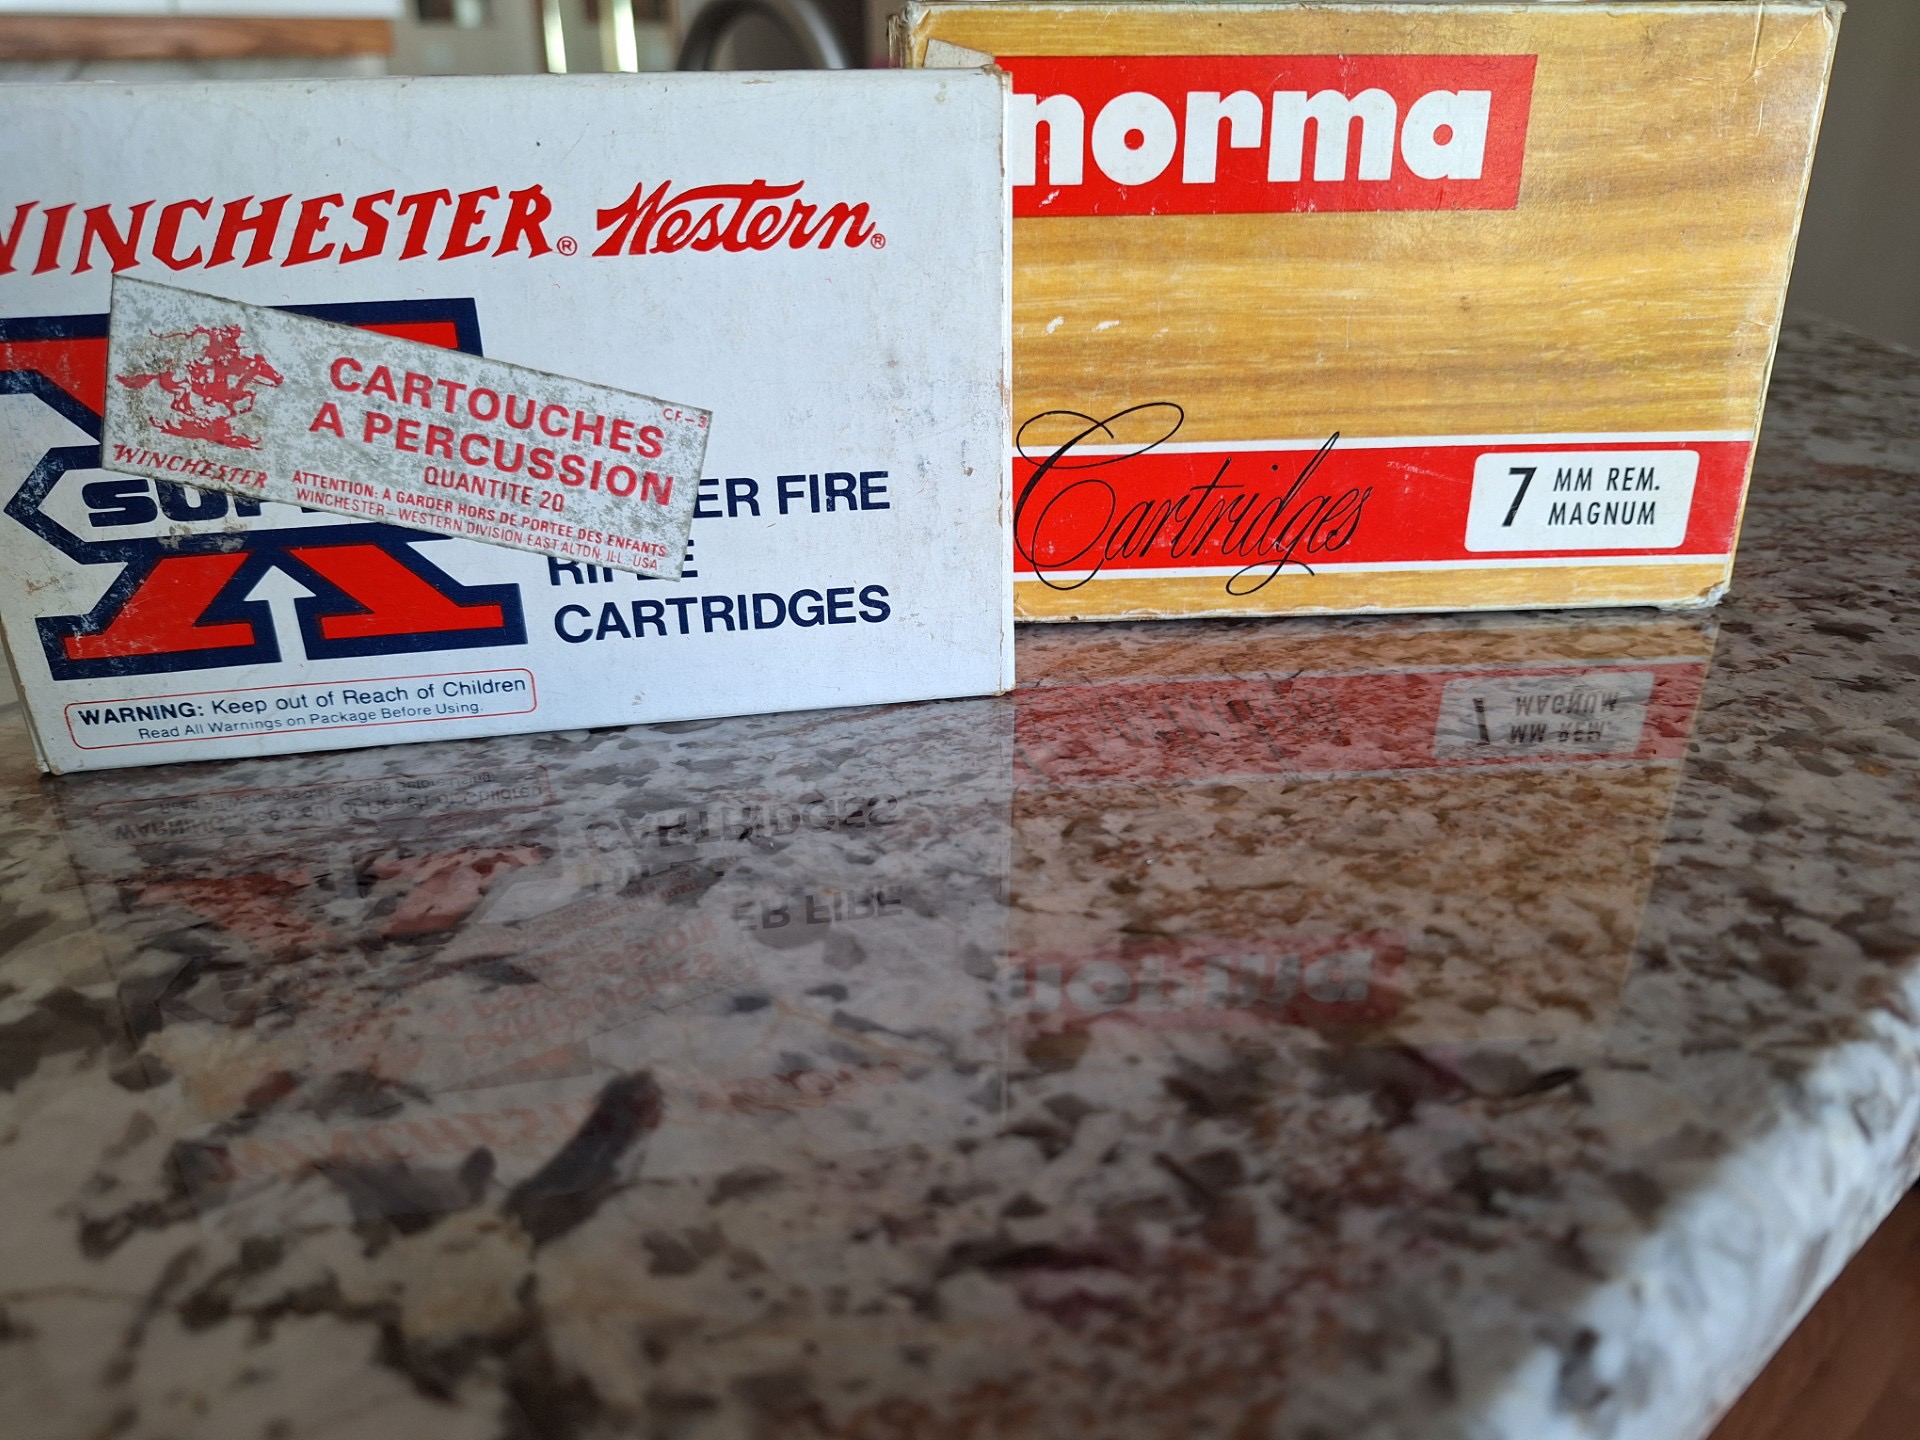 WINCHESTER® Western®
CARTOUCHES
A PERCUSSION
CF-3
QUANTITE 20
ATTENTION: A GARDER HORS DE PORTEE DES ENFANTS
WINCHESTER-WESTERN DIVISION EAST ALTON, ILL. USA
WINCHESTER
ER FIRE
CARTRIDGES
WARNING: Keep out of Reach of Children
Read All Warnings on Package Before Using.
norma
Cartridges
7 MM REM.
MAGNUM